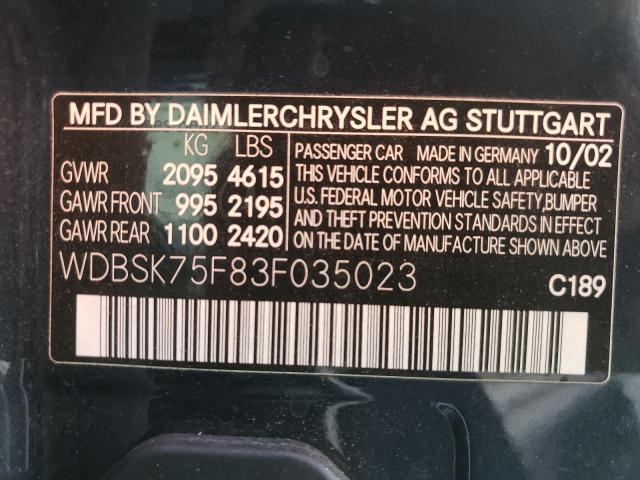 MFD BY DAIMLERCHRYSLER AG STUTTGART
KG LBS
GVWR 2095 4615
GAWR FRONT 995 2195
GAWR REAR 1100 2420
PASSENGER CAR MADE IN GERMANY 10/02
THIS VEHICLE CONFORMS TO ALL APPLICABLE
U.S. FEDERAL MOTOR VEHICLE SAFETY,BUMPER
AND THEFT PREVENTION STANDARDS IN EFFECT
ON THE DATE OF MANUFACTURE SHOWN ABOVE
WDBSK75F83F035023
C189